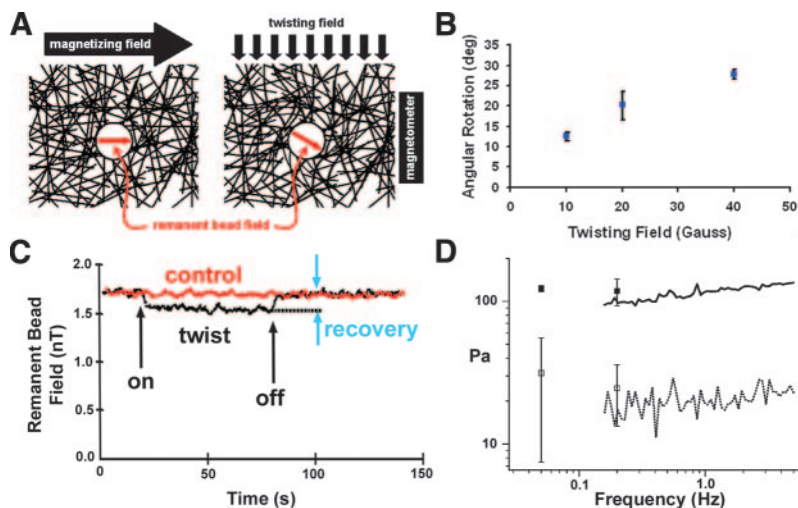 A
magnetizing field
twisting field
magnetometer
remanent bead field
B
Angular Rotation (deg)
35
30
25
20
15
10
5
0
0
10
20
30
40
50
Twisting Field (Gauss)
C
Remanent Bead
Field (nT)
2.0
1.7
1.5
1.0
.5
0.0
control
twist
recovery
on
off
50
100
150
Time (s)
D
Pa
100
10
0.1
1.0
Frequency (Hz)